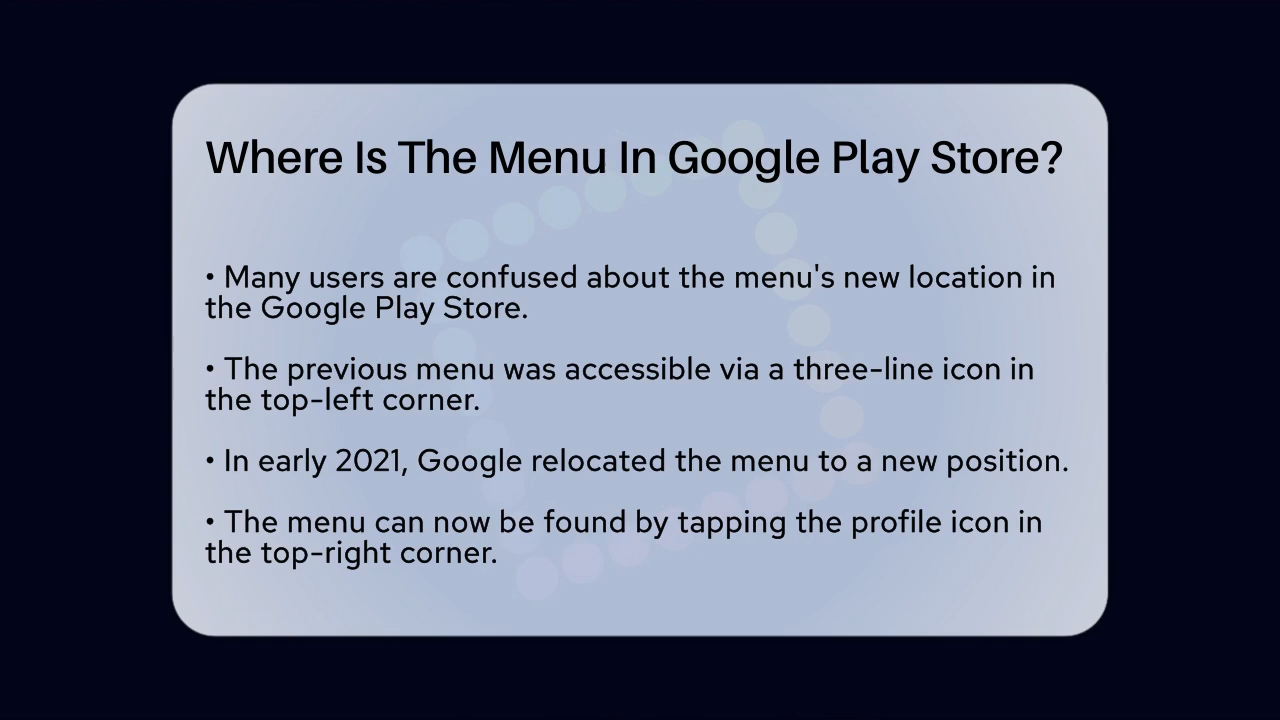 Where Is The Menu In Google Play Store?
• Many users are confused about the menu's new location in
the Google Play Store.
• The previous menu was accessible via a three-line icon in
the top-left corner.
• In early 2021, Google relocated the menu to a new position.
• The menu can now be found by tapping the profile icon in
the top-right corner.